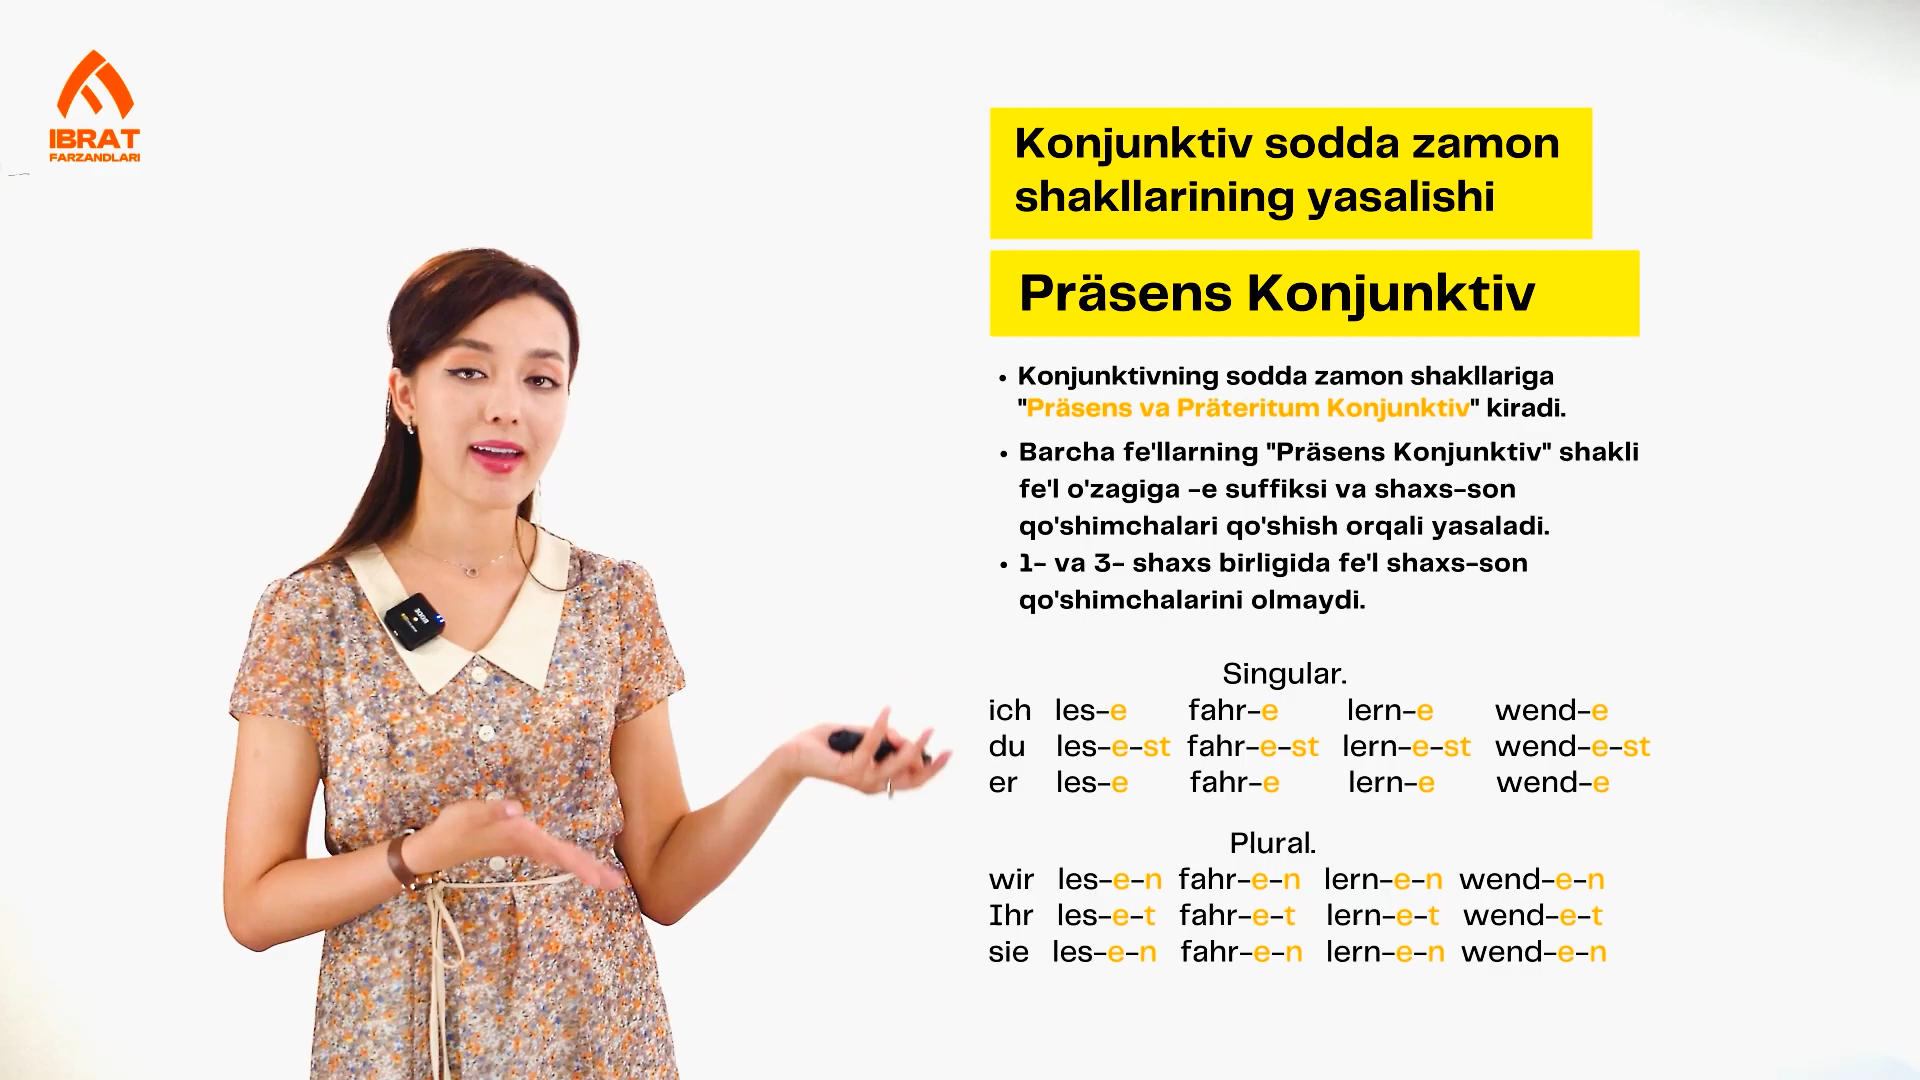 IBRAT
FARZANDLARI
Konjunktiv sodda zamon
shakllarining yasalishi
Präsens Konjunktiv
• Konjunktivning sodda zamon shakllariga
"Präsens va Präteritum Konjunktiv" kiradi.
• Barcha fe'llarning "Präsens Konjunktiv" shakli
fe'l o'zagiga -e suffiksi va shaxs-son
qo'shimchalari qo'shish orqali yasaladi.
• 1- va 3- shaxs birligida fe'l shaxs-son
qo'shimchalarini olmaydi.
Singular.
ich les-e fahr-e lern-e wend-e
du les-e-st fahr-e-st lern-e-st wend-e-st
er les-e fahr-e lern-e wend-e
Plural.
wir les-e-n fahr-e-n lern-e-n wend-e-n
Ihr les-e-t fahr-e-t lern-e-t wend-e-t
sie les-e-n fahr-e-n lern-e-n wend-e-n